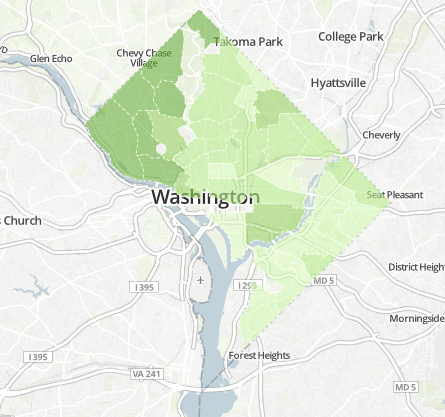 Takoma Park
College Park
Chevy Chase
Village
Glen Echo
Hyattsville
Cheverly
Washington
Seat Pleasant
s Church
District Height
I 395
I 295
MD 5
Morningside
I 395
Forest Heights
VA 241
MD 5